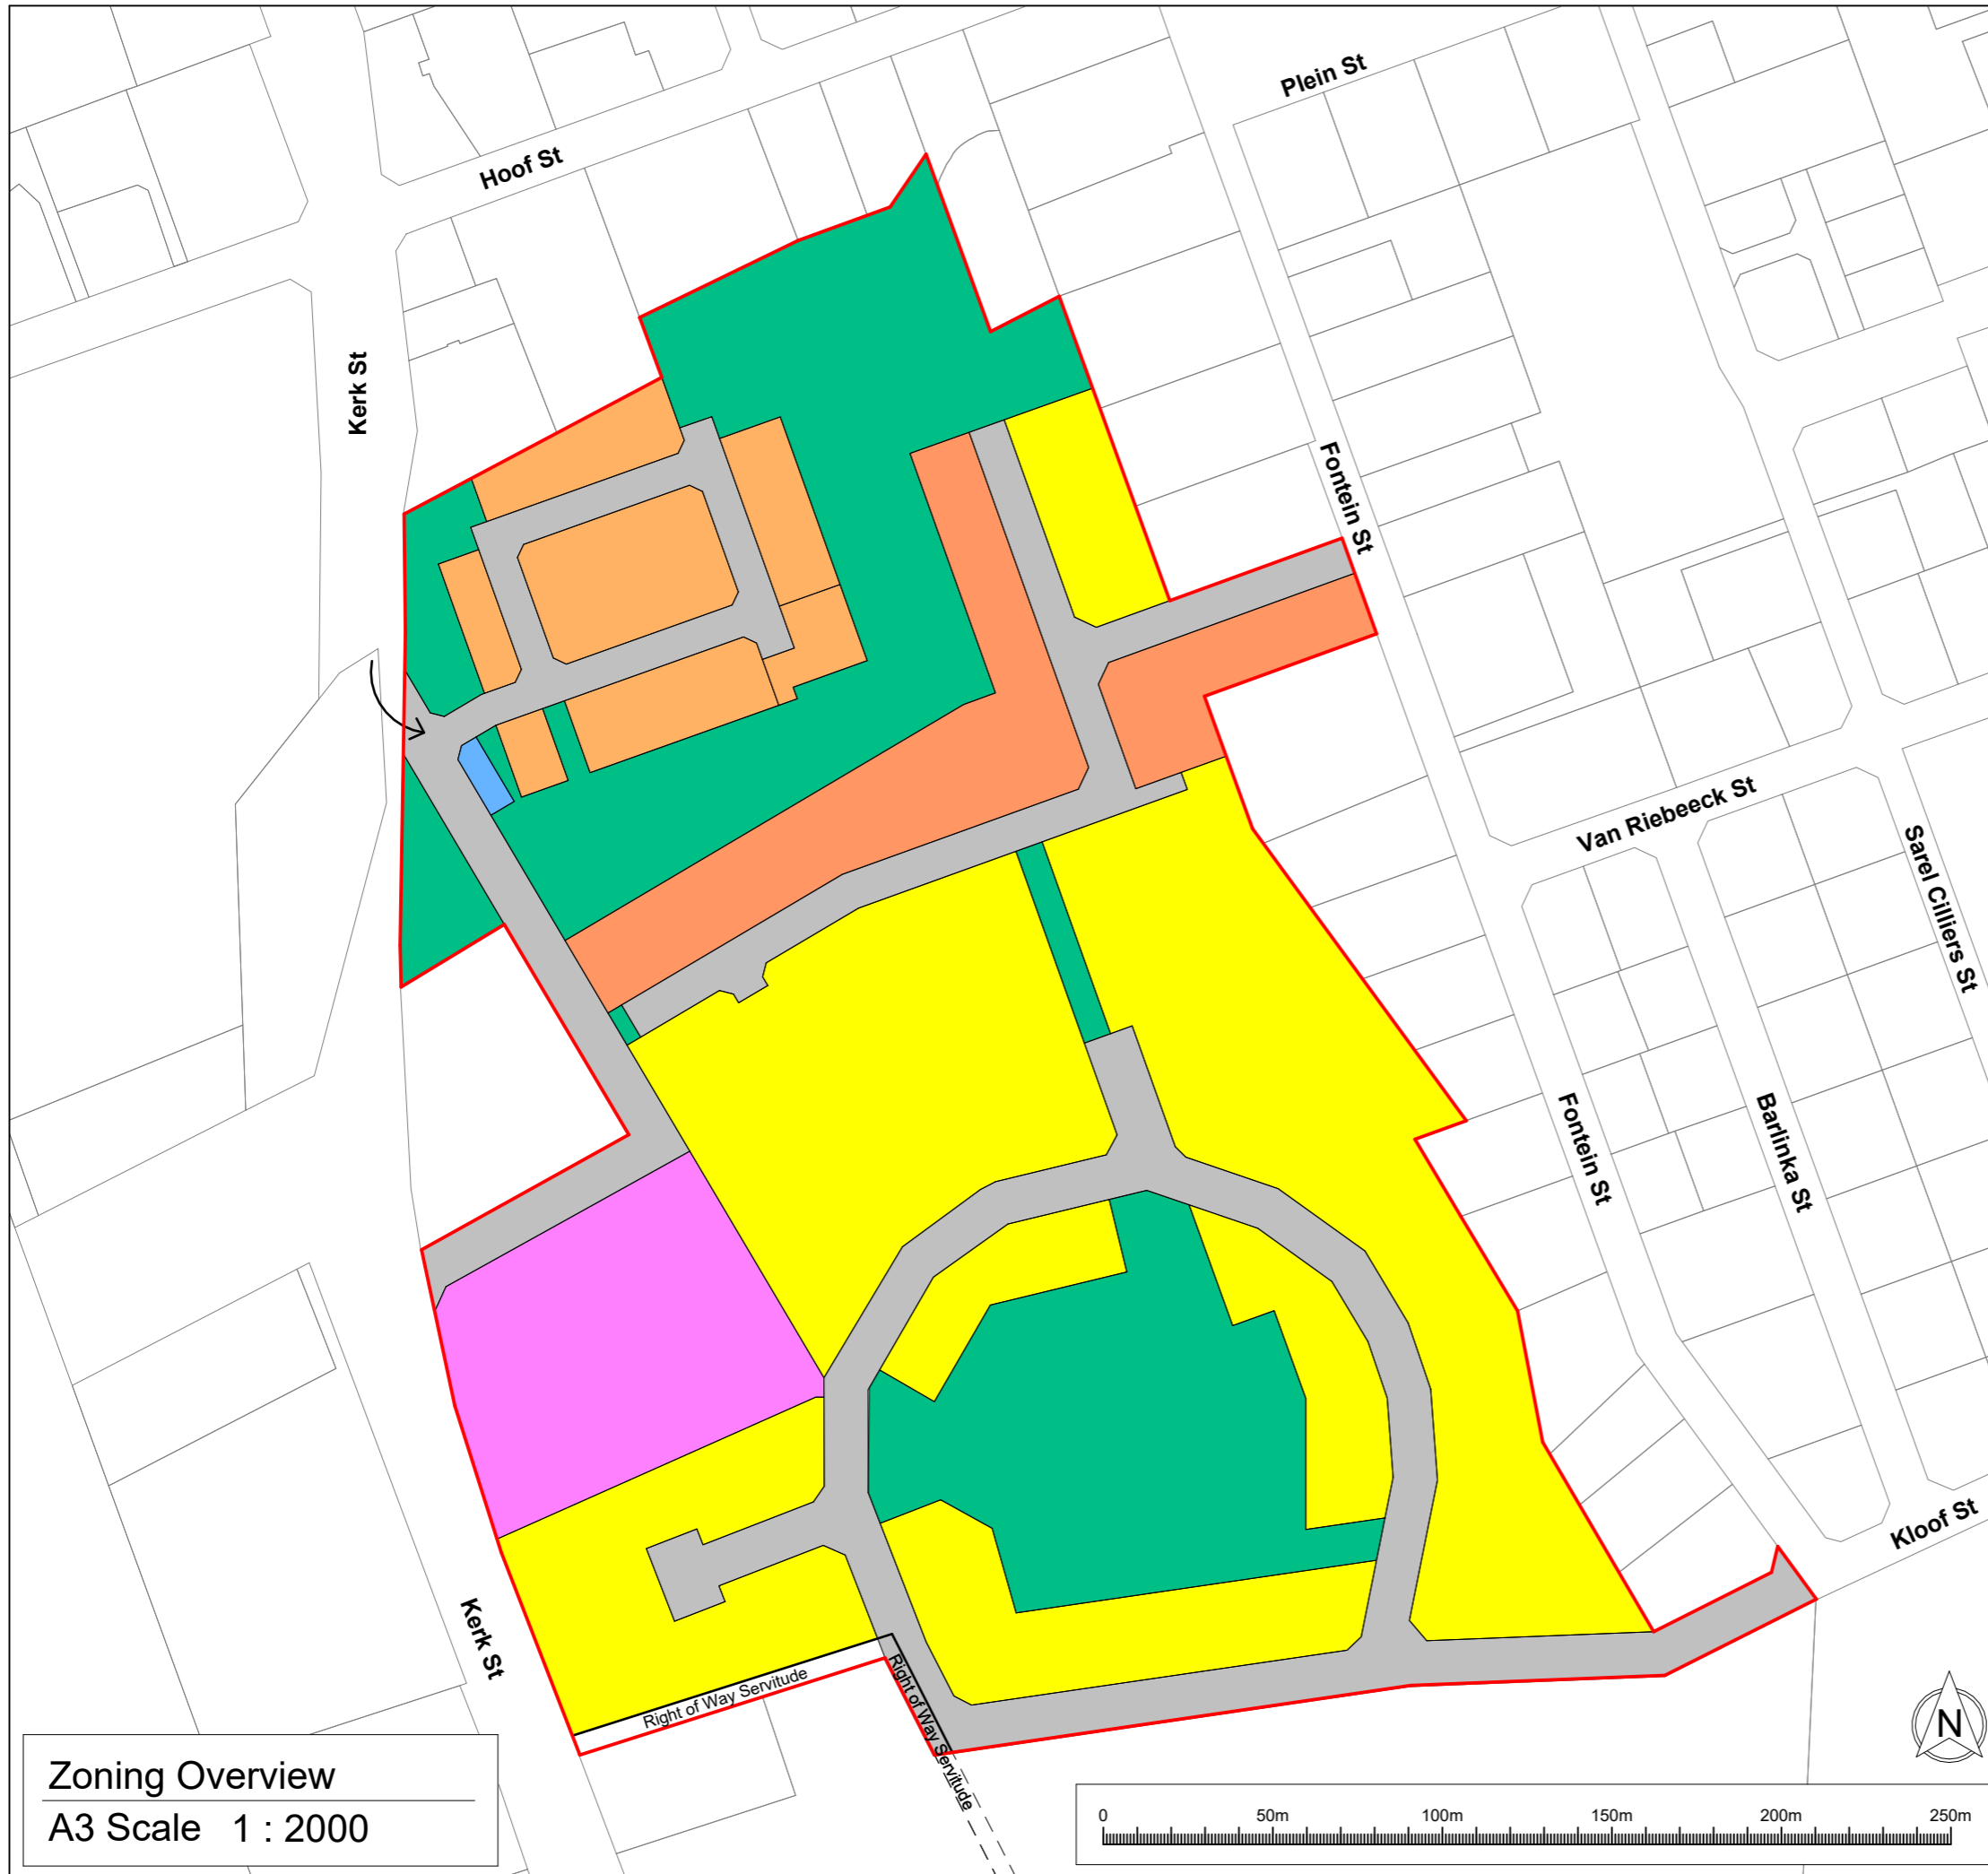 Plein St
Hoof St
Kerk St
Fontein St
Van Riebeeck St
Sarel Cilliers St
Fontein St
Barlinka St
Kloof St
Kerk St
Right of Way Servitude
Right of Way Servitude
N
Zoning Overview
A3 Scale 1 : 2000
0 50m 100m 150m 200m 250m